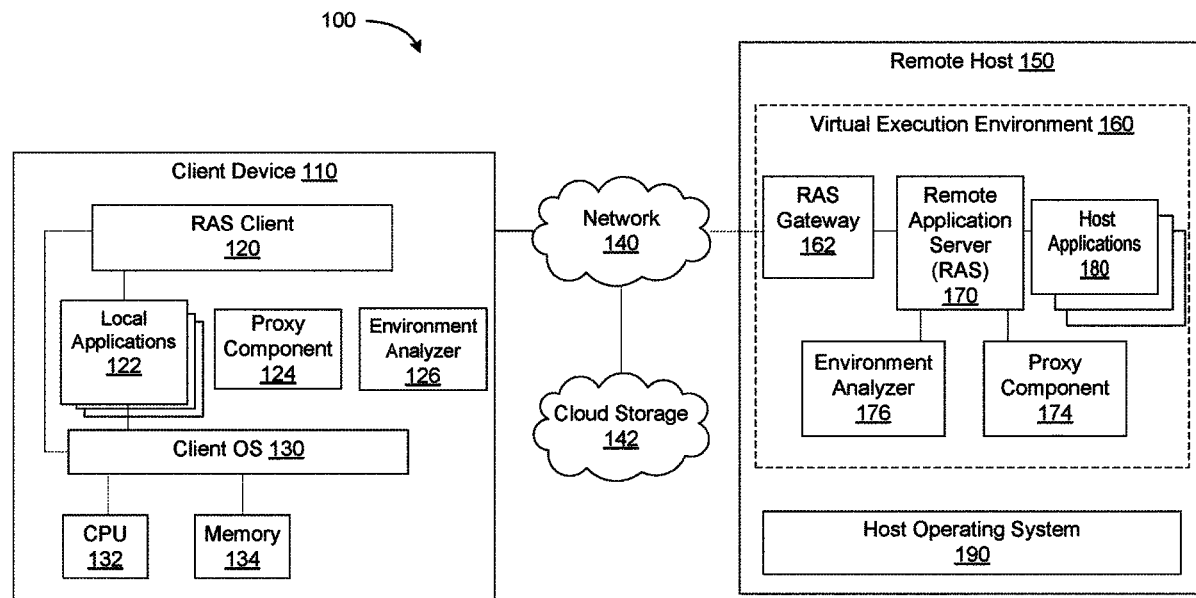 100
Remote Host 150
Virtual Execution Environment 160
Client Device 110
RAS Client
120
Local
Applications
122
Proxy
Component
124
Environment
Analyzer
126
Client OS 130
CPU
132
Memory
134
Network
140
Cloud Storage
142
RAS
Gateway
162
Remote
Application
Server
(RAS)
170
Host
Applications
180
Environment
Analyzer
176
Proxy
Component
174
Host Operating System
190